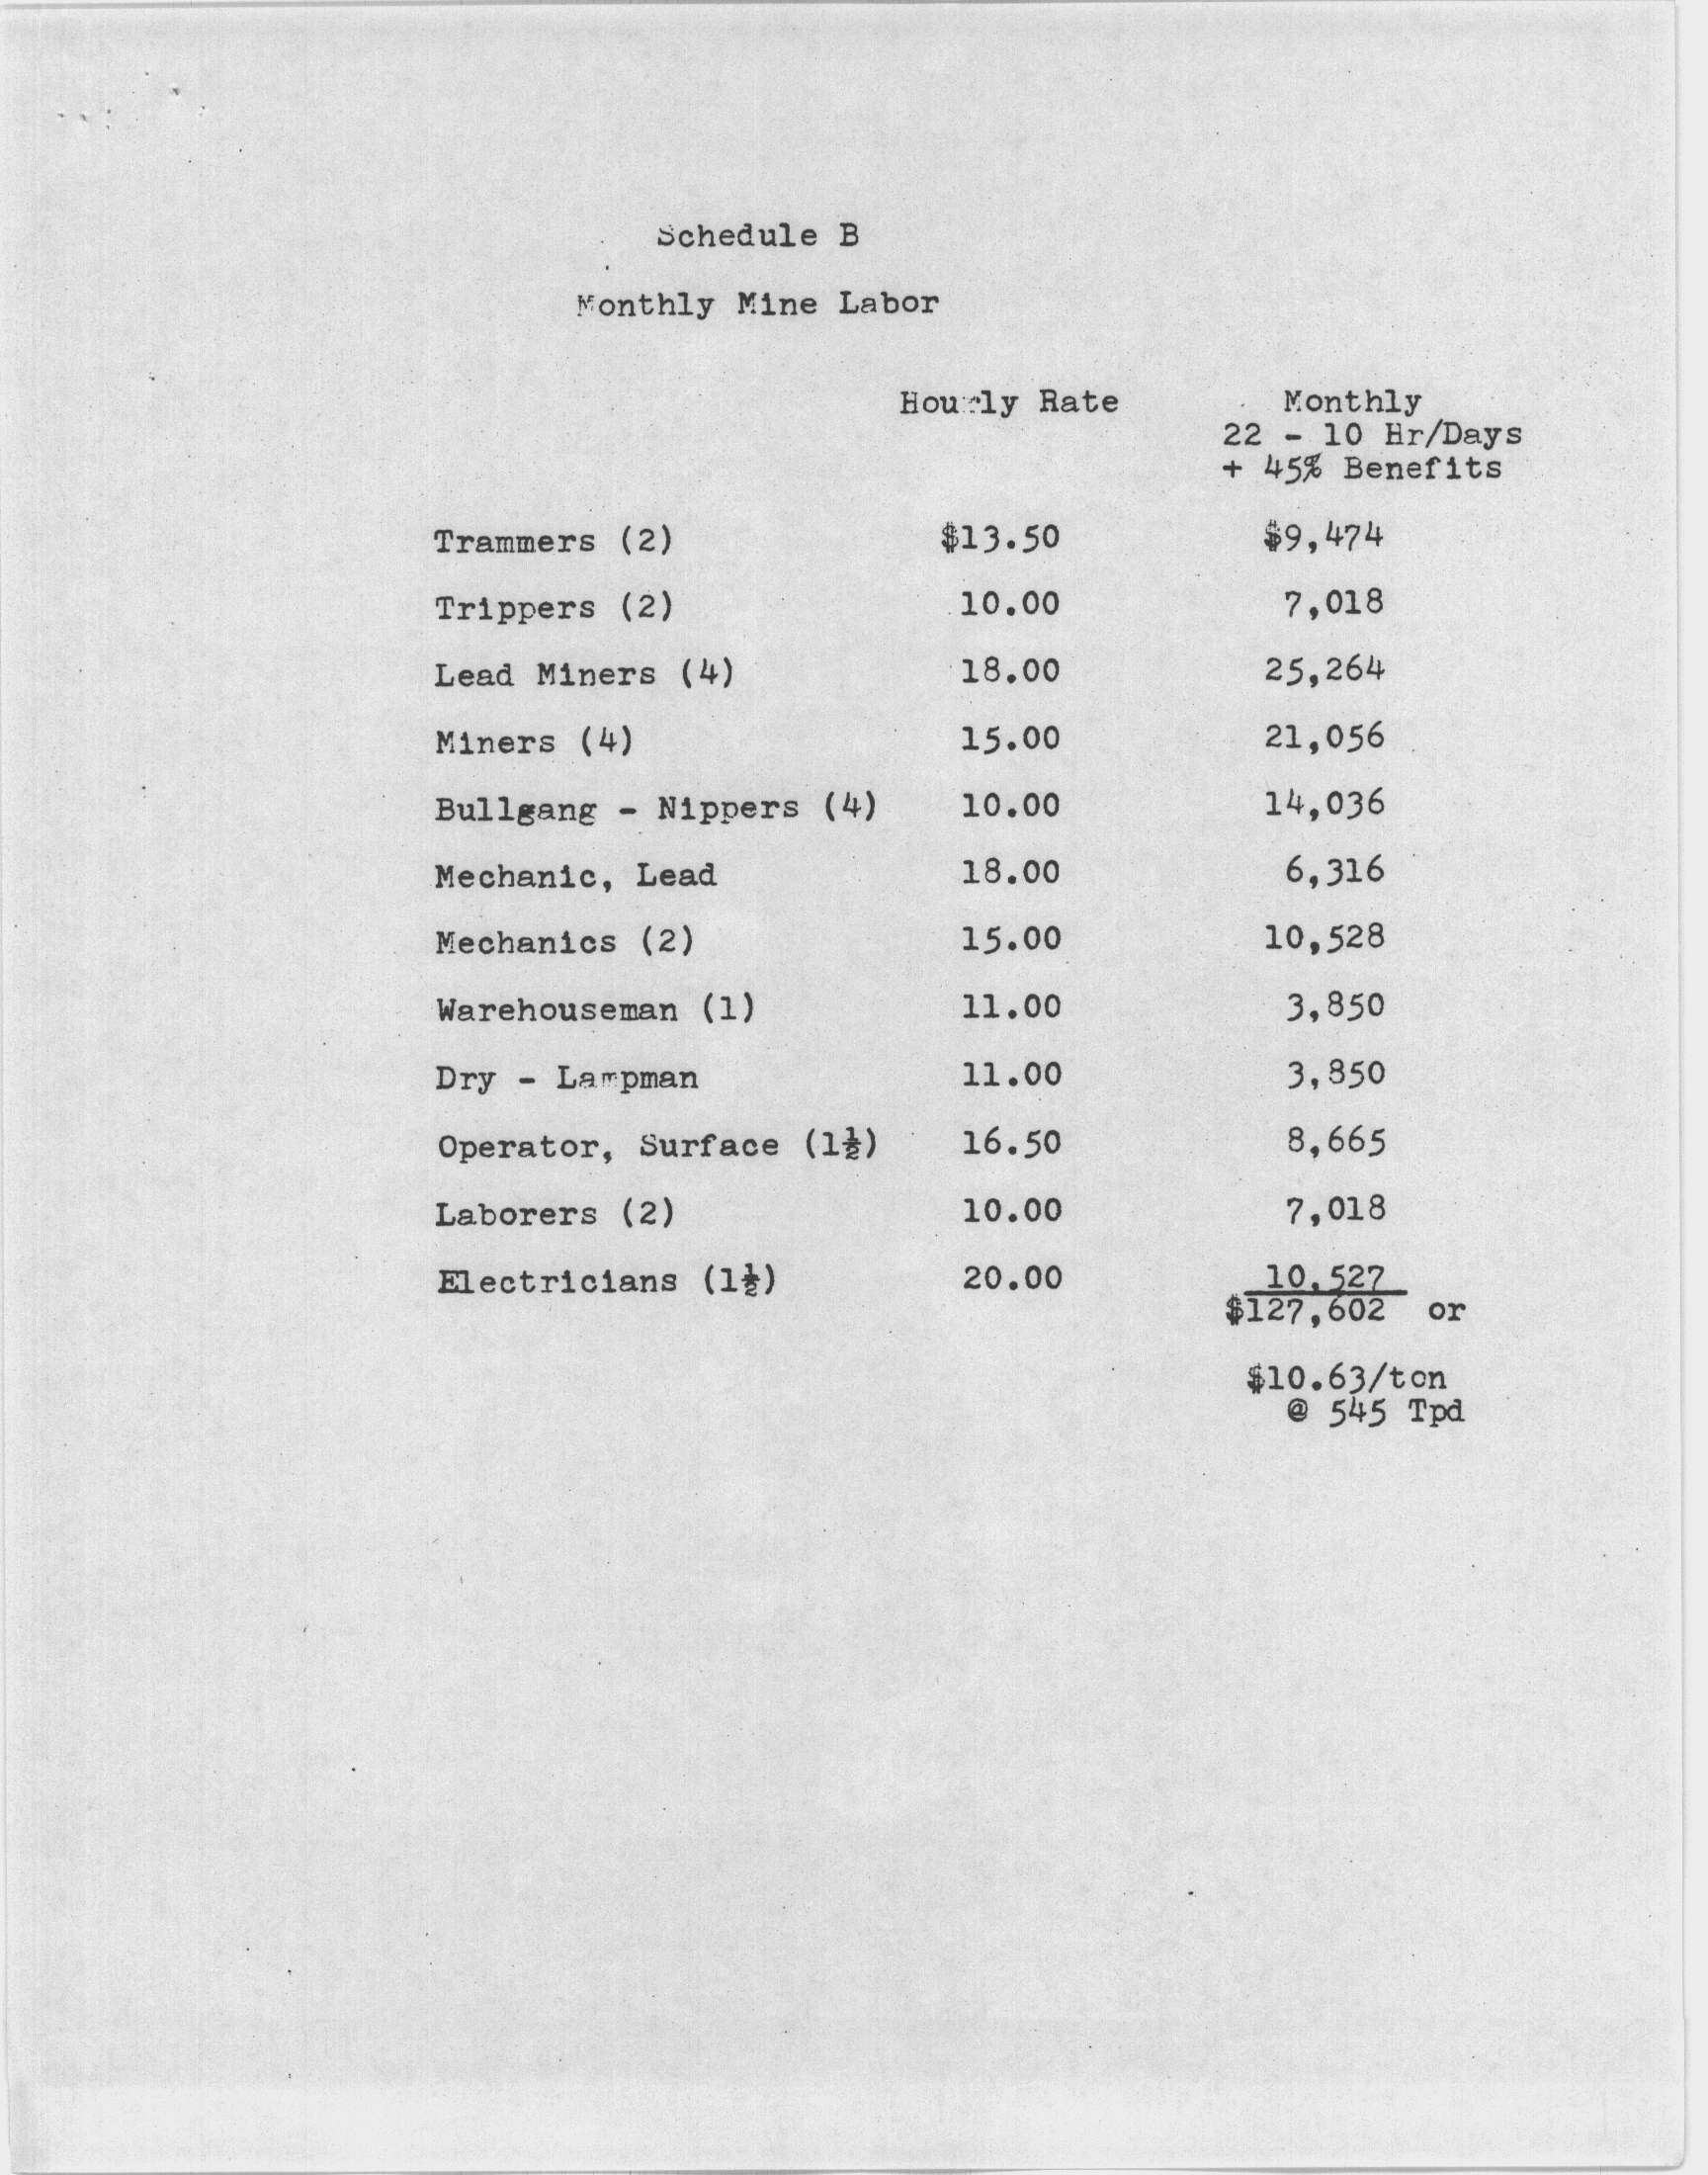 Schedule B
Monthly Mine Labor
Hourly Rate Monthly
22 - 10 Hr/Days
+ 45% Benefits
Trammers (2) $13.50 $9,474
Trippers (2) 10.00 7,018
Lead Miners (4) 18.00 25,264
Miners (4) 15.00 21,056
Bullgang - Nippers (4) 10.00 14,036
Mechanic, Lead 18.00 6,316
Mechanics (2) 15.00 10,528
Warehouseman (1) 11.00 3,850
Dry - Lampman 11.00 3,850
Operator, Surface (1½) 16.50 8,665
Laborers (2) 10.00 7,018
Electricians (1½) 20.00 10,527
$127,602 or
$10.63/ton
@ 545 Tpd